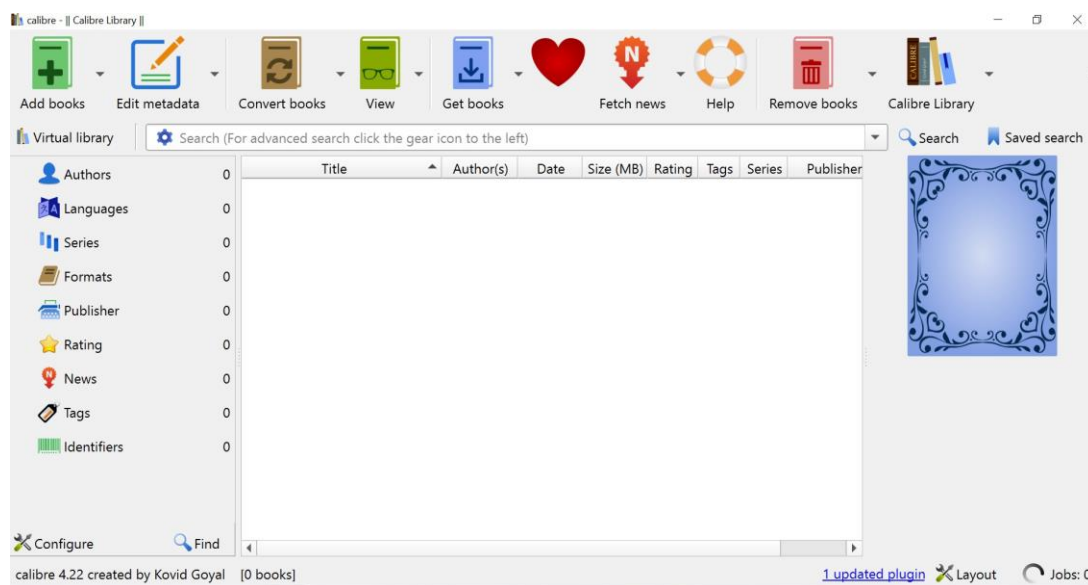 calibre - || Calibre Library ||
Add books Edit metadata Convert books View Get books Fetch news Help Remove books Calibre Library
Virtual library Search (For advanced search click the gear icon to the left) Search Saved search
Title Author(s) Date Size (MB) Rating Tags Series Publisher
Authors 0
Languages 0
Series 0
Formats 0
Publisher 0
Rating 0
News 0
Tags 0
Identifiers 0
Configure Find
calibre 4.22 created by Kovid Goyal [0 books] 1 updated plugin Layout Jobs: